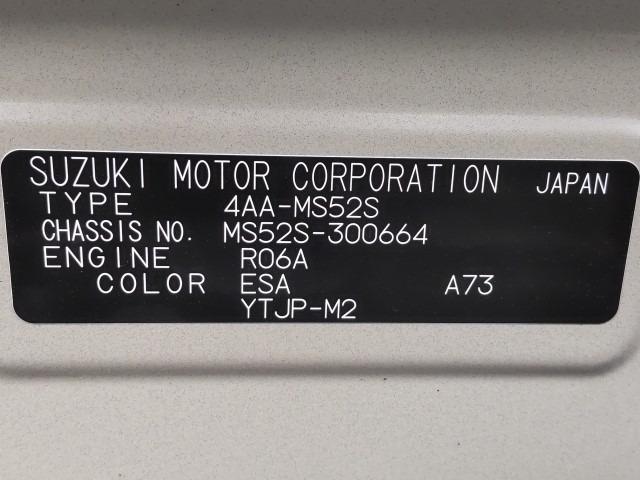 SUZUKI MOTOR CORPORATION JAPAN
TYPE 4AA-MS52S
CHASSIS NO. MS52S-300664
ENGINE R06A
COLOR ESA A73
YTJP-M2